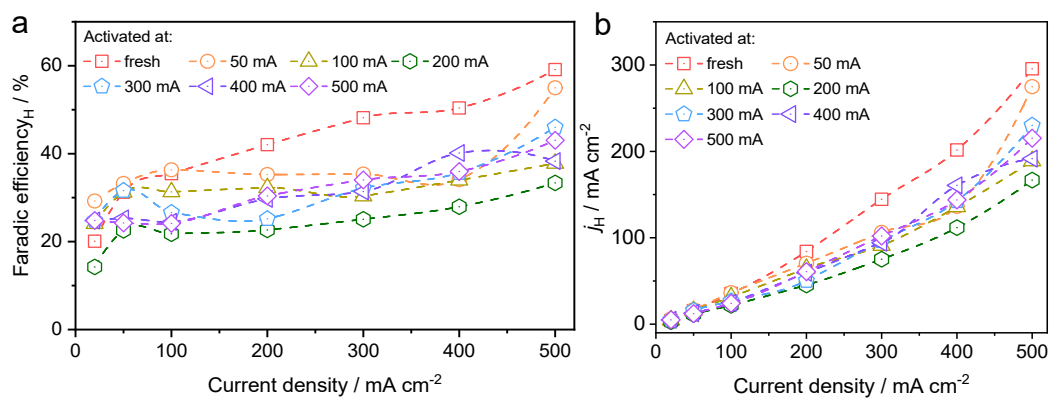 a
Activated at:
fresh 50 mA 100 mA 200 mA
300 mA 400 mA 500 mA
Faradic efficiency_H / %
80
60
40
20
0
0 100 200 300 400 500
Current density / mA cm⁻²
b
Activated at:
fresh 50 mA
100 mA 200 mA
300 mA 400 mA
500 mA
j_H / mA cm⁻²
300
200
100
0
0 100 200 300 400 500
Current density / mA cm⁻²